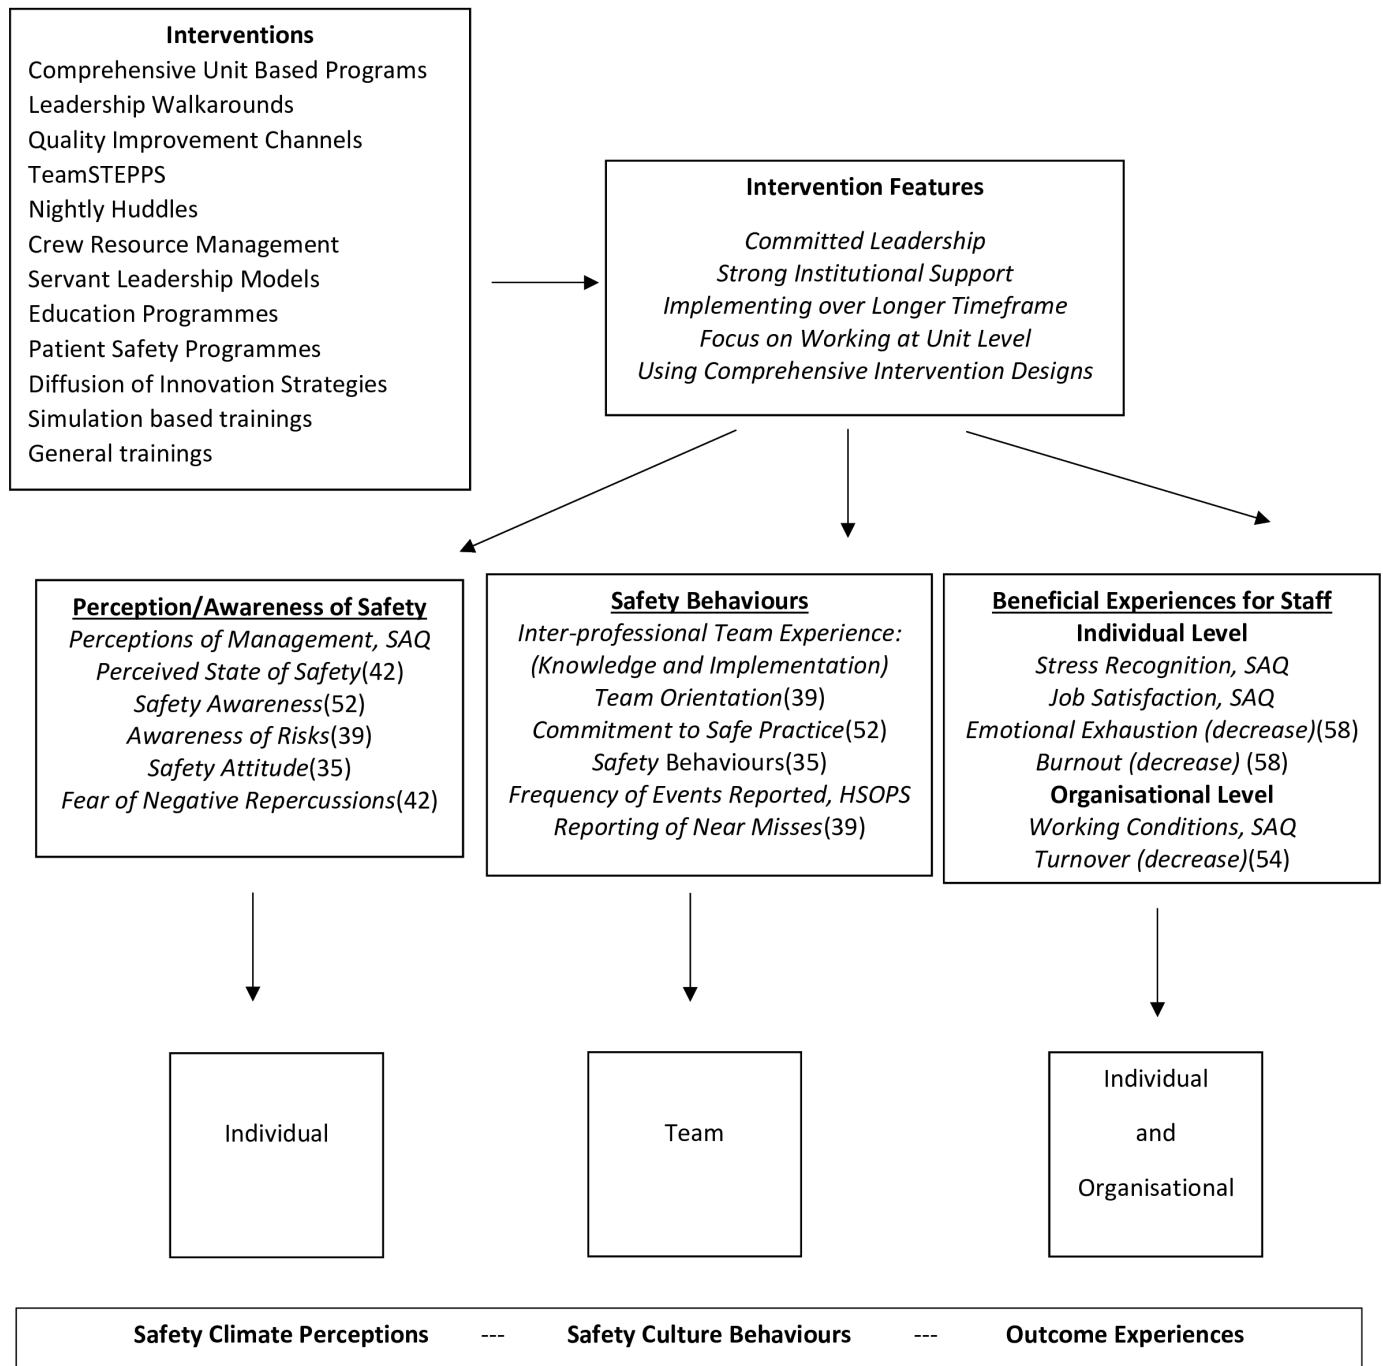 Interventions
Comprehensive Unit Based Programs
Leadership Walkarounds
Quality Improvement Channels
TeamSTEPPS
Nightly Huddles
Crew Resource Management
Servant Leadership Models
Education Programmes
Patient Safety Programmes
Diffusion of Innovation Strategies
Simulation based trainings
General trainings
Intervention Features
Committed Leadership
Strong Institutional Support
Implementing over Longer Timeframe
Focus on Working at Unit Level
Using Comprehensive Intervention Designs
Perception/Awareness of Safety
Perceptions of Management, SAQ
Perceived State of Safety(42)
Safety Awareness(52)
Awareness of Risks(39)
Safety Attitude(35)
Fear of Negative Repercussions(42)
Safety Behaviours
Inter-professional Team Experience:
(Knowledge and Implementation)
Team Orientation(39)
Commitment to Safe Practice(52)
Safety Behaviours(35)
Frequency of Events Reported, HSOPS
Reporting of Near Misses(39)
Beneficial Experiences for Staff
Individual Level
Stress Recognition, SAQ
Job Satisfaction, SAQ
Emotional Exhaustion (decrease)(58)
Burnout (decrease) (58)
Organisational Level
Working Conditions, SAQ
Turnover (decrease)(54)
Individual
Team
Individual
and
Organisational
Safety Climate Perceptions --- Safety Culture Behaviours --- Outcome Experiences